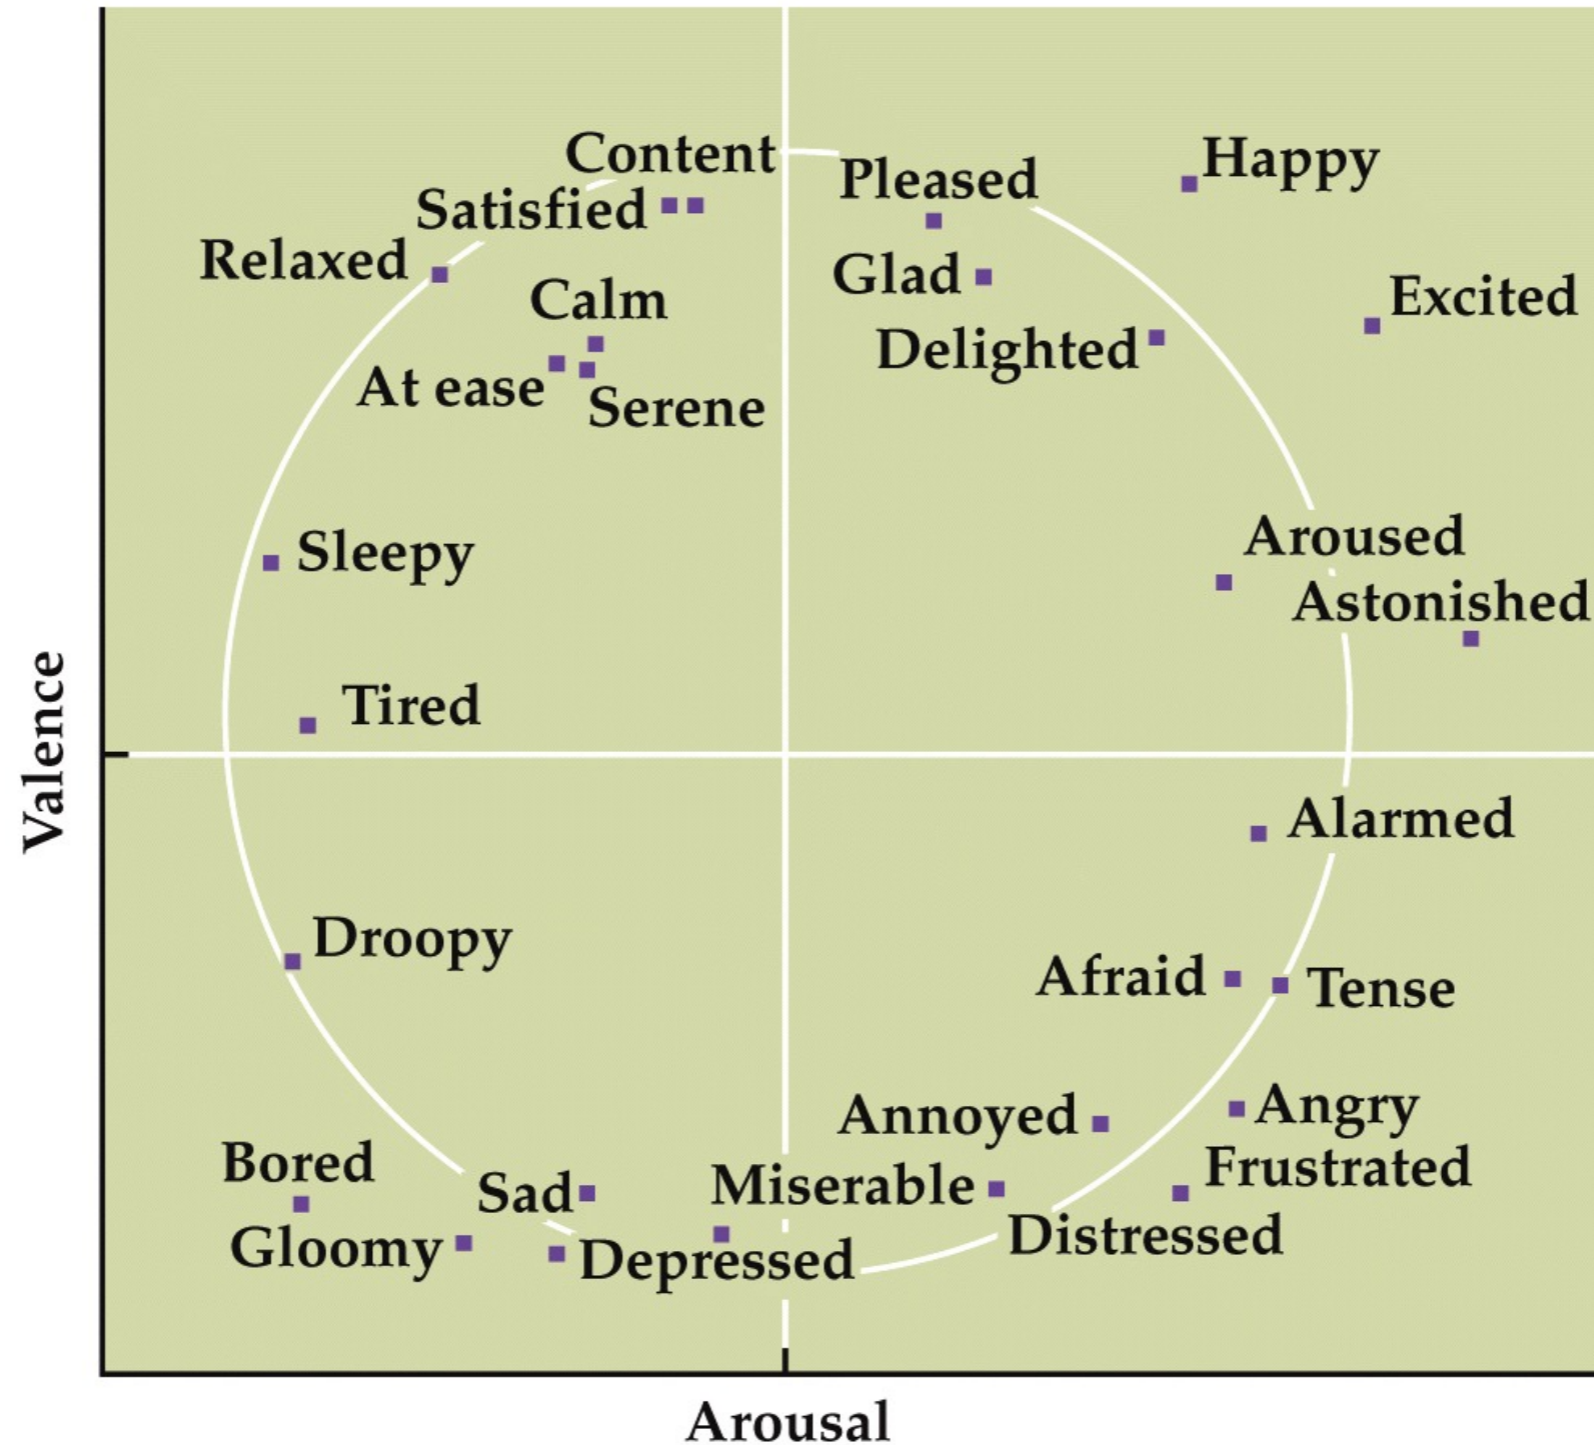 Content
Pleased
Happy
Satisfied
Relaxed
Glad
Calm
Excited
Delighted
At ease
Serene
Aroused
Sleepy
Astonished
Tired
Valence
Alarmed
Droopy
Afraid
Tense
Annoyed
Angry
Bored
Frustrated
Sad
Miserable
Distressed
Gloomy
Depressed
Arousal